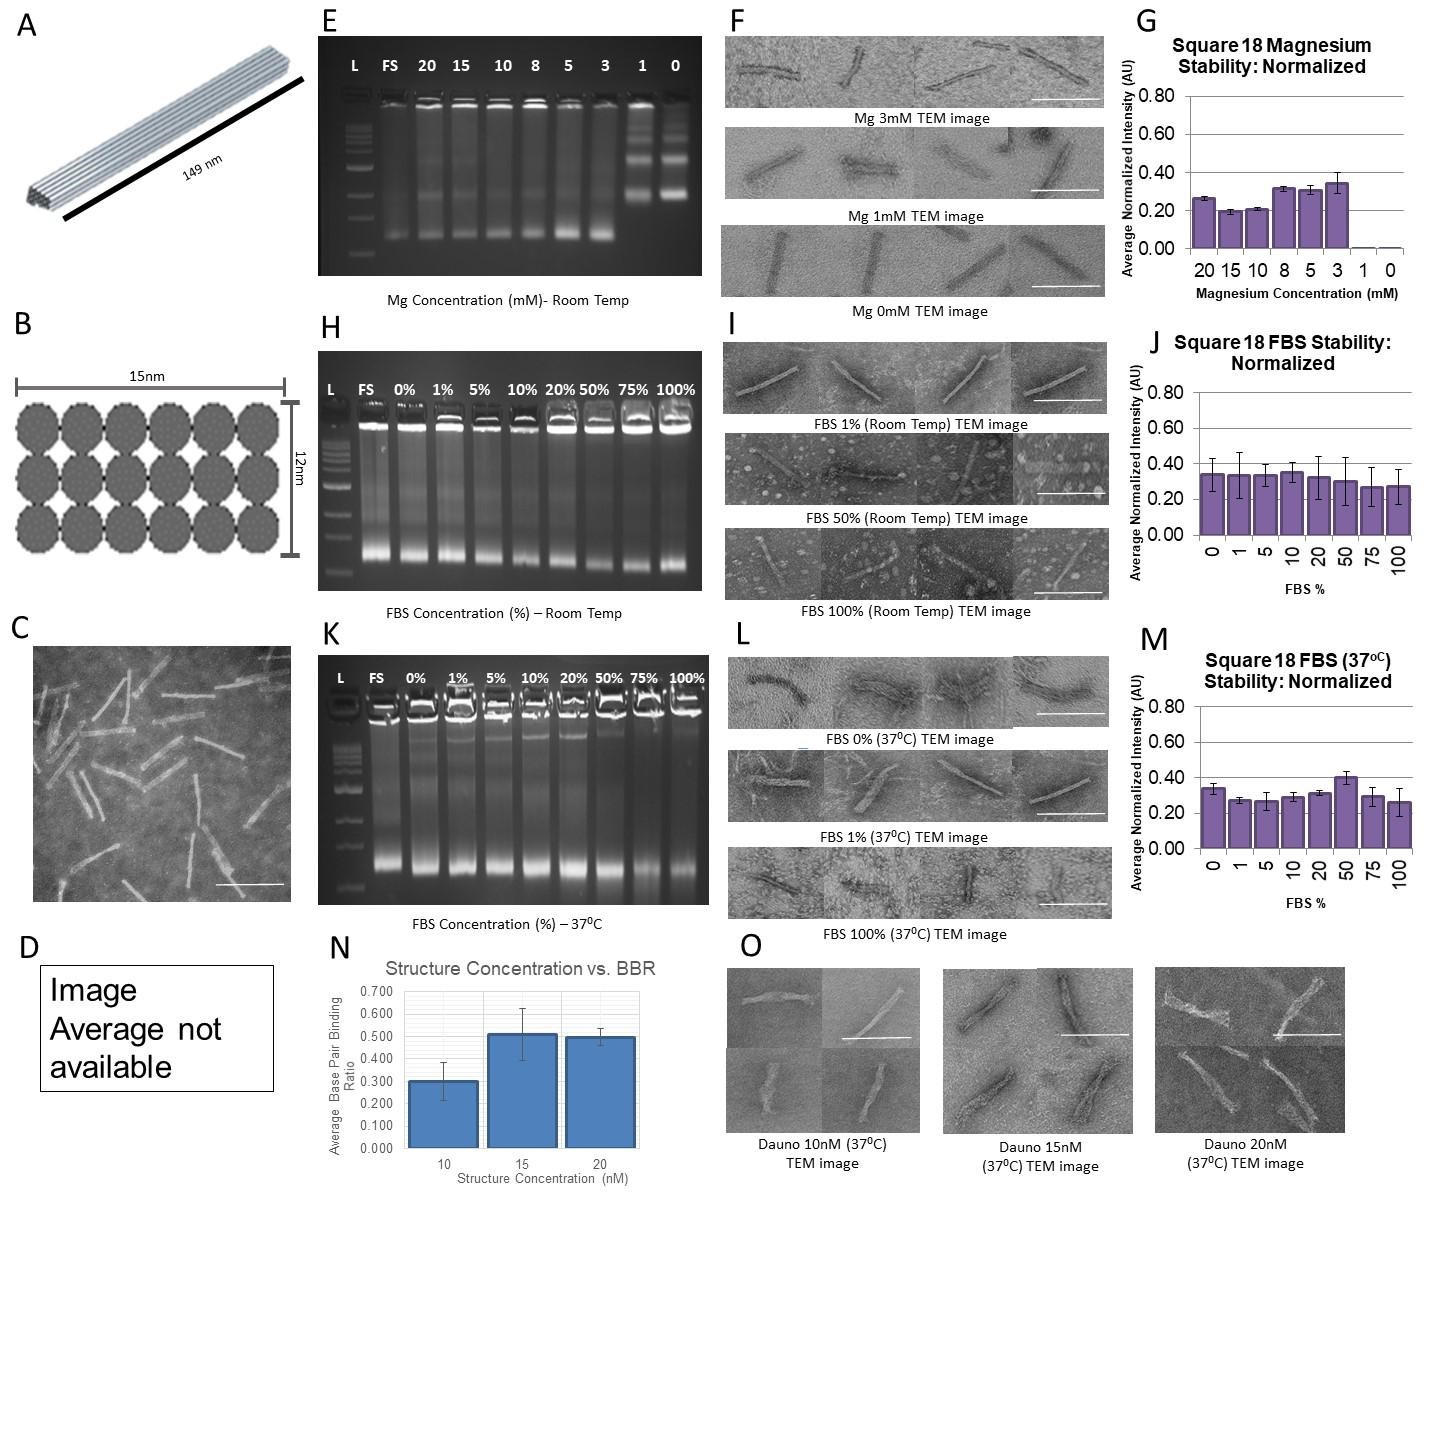 A
149 nm
B
15nm
12nm
C
D
Image
Average not
available
E
L FS 20 15 10 8 5 3 1 0
Mg Concentration (mM)- Room Temp
F
Mg 3mM TEM image
Mg 1mM TEM image
Mg 0mM TEM image
G
Square 18 Magnesium
Stability: Normalized
Average Normalized Intensity (AU)
0.80
0.60
0.40
0.20
0.00
20 15 10 8 5 3 1 0
Magnesium Concentration (mM)
H
L FS 0% 1% 5% 10% 20% 50% 75% 100%
FBS Concentration (%) – Room Temp
I
FBS 1% (Room Temp) TEM image
FBS 50% (Room Temp) TEM image
FBS 100% (Room Temp) TEM image
J
Square 18 FBS Stability:
Normalized
Average Normalized Intensity (AU)
0.80
0.60
0.40
0.20
0.00
0 1 5 10 20 50 75 100
FBS %
K
L FS 0% 1% 5% 10% 20% 50% 75% 100%
FBS Concentration (%) – 37⁰C
L
FBS 0% (37⁰C) TEM image
FBS 1% (37⁰C) TEM image
FBS 100% (37⁰C) TEM image
M
Square 18 FBS (37ᵒᶜ)
Stability: Normalized
Average Normalized Intensity (AU)
0.80
0.60
0.40
0.20
0.00
0 1 5 10 20 50 75 100
FBS %
N
Structure Concentration vs. BBR
Average Base Pair Binding
Ratio
0.700
0.600
0.500
0.400
0.300
0.200
0.100
0.000
10 15 20
Structure Concentration (nM)
O
Dauno 10nM (37⁰C)
TEM image
Dauno 15nM
(37⁰C) TEM image
Dauno 20nM
(37⁰C) TEM image